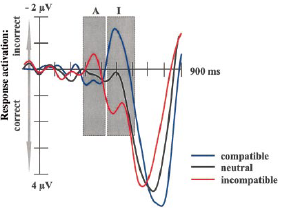 - 2 µV
A I
Response activation:
incorrect
correct
900 ms
4 µV
compatible
neutral
incompatible